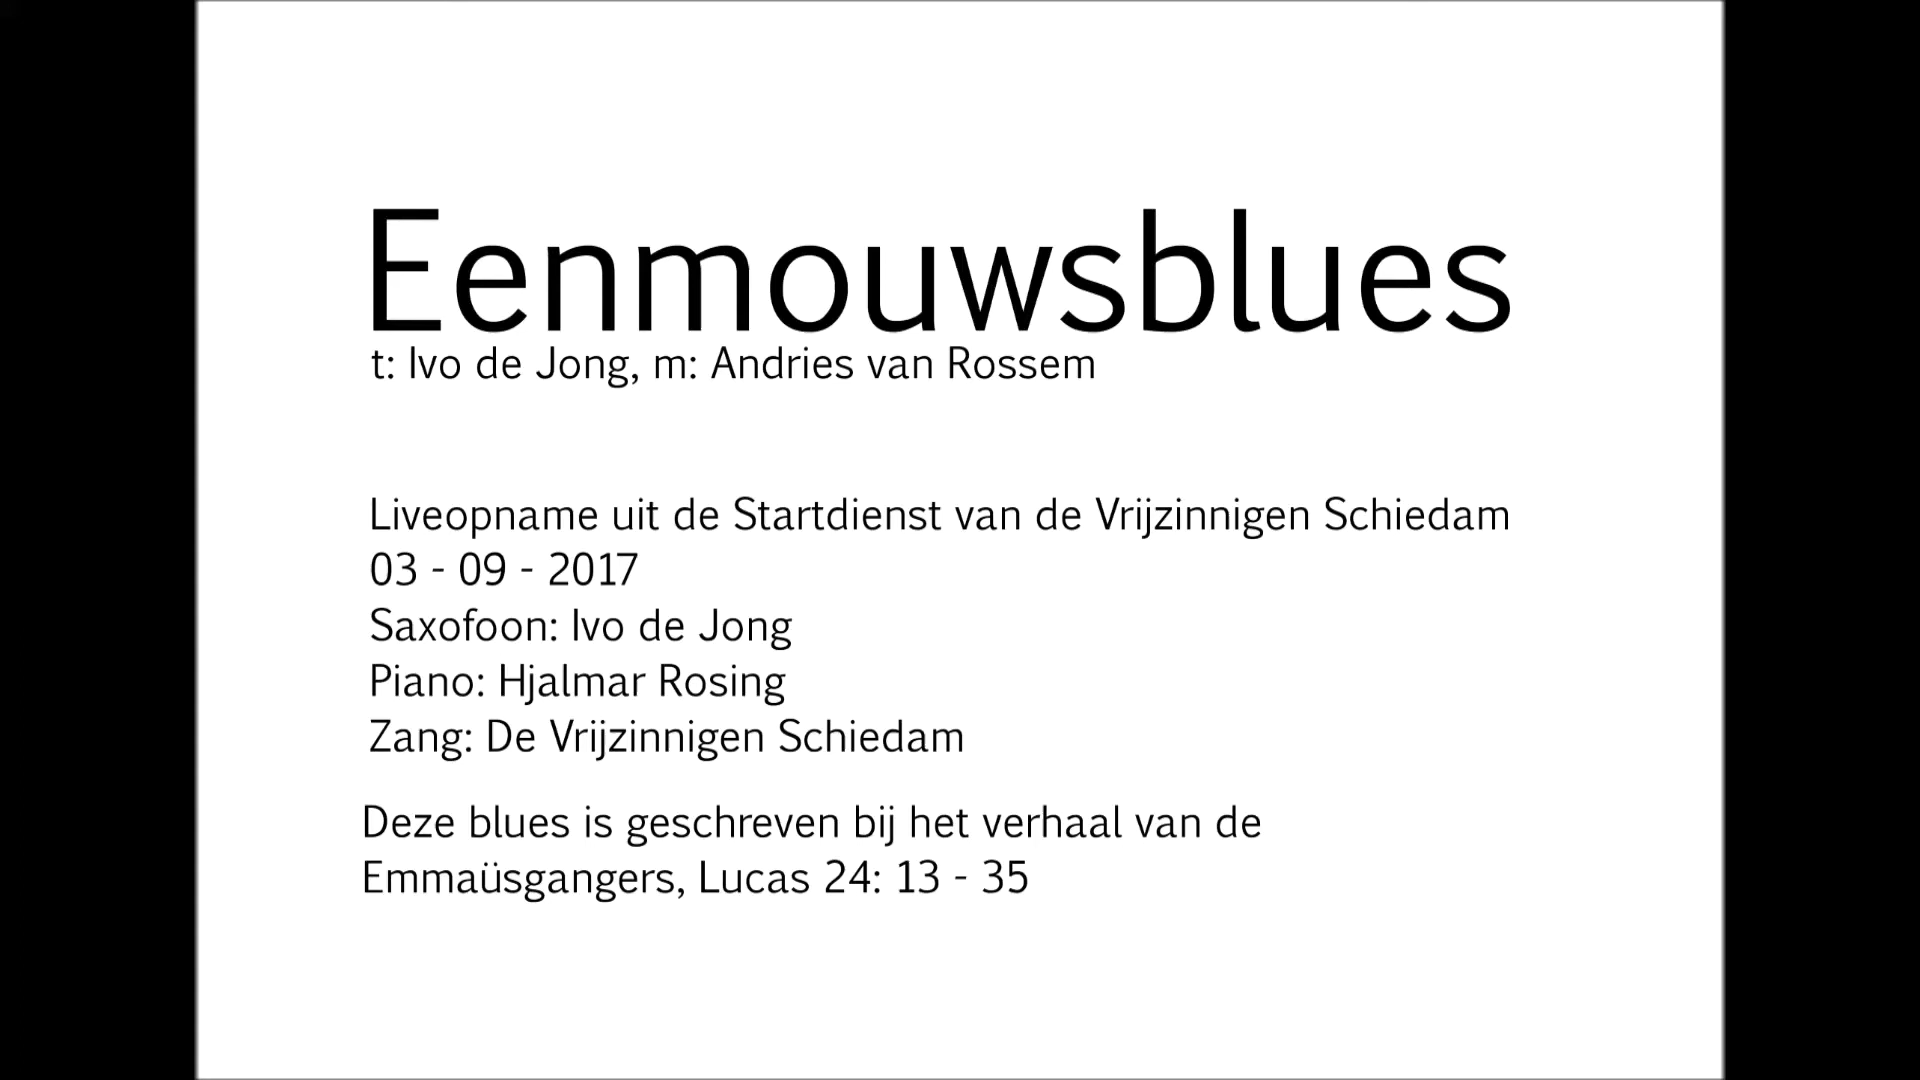 Eenmouwsblues
t: Ivo de Jong, m: Andries van Rossem
Liveopname uit de Startdienst van de Vrijzinnigen Schiedam
03 - 09 - 2017
Saxofoon: Ivo de Jong
Piano: Hjalmar Rosing
Zang: De Vrijzinnigen Schiedam
Deze blues is geschreven bij het verhaal van de
Emmaüsgangers, Lucas 24: 13 - 35